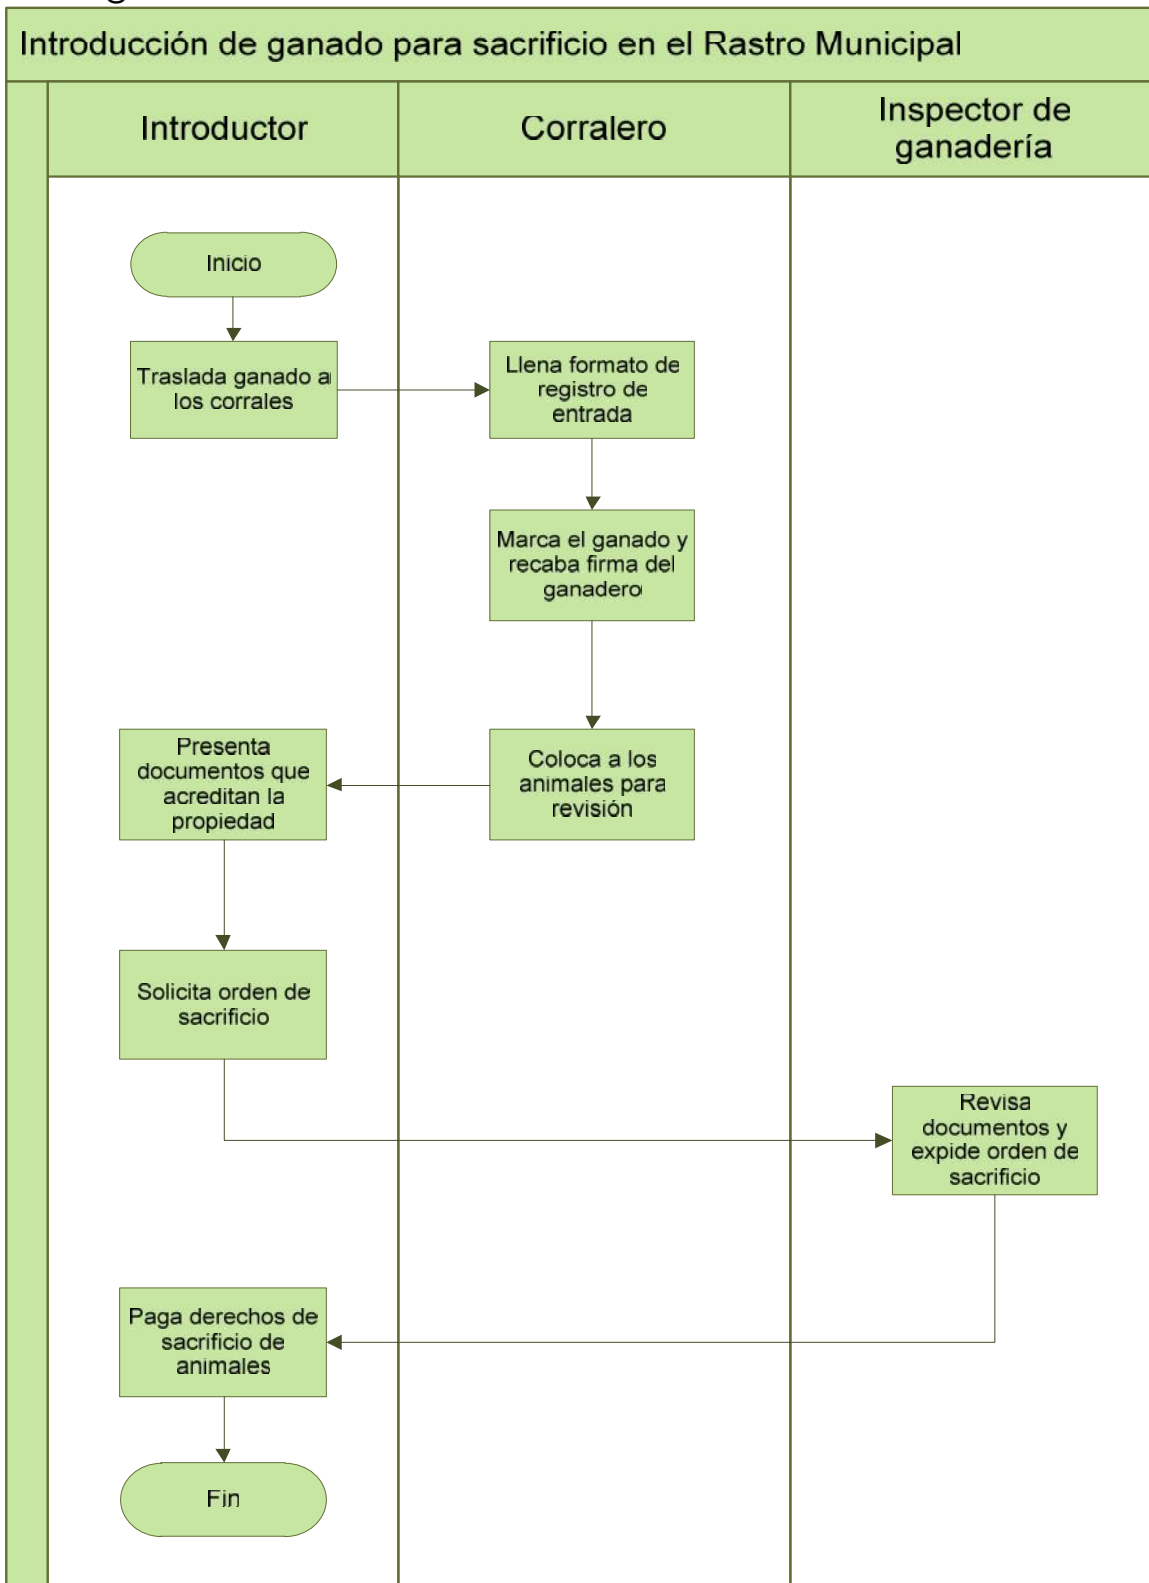 Introducción de ganado para sacrificio en el Rastro Municipal
Introductor
Corralero
Inspector de
ganadería
Inicio
Traslada ganado a
los corrales
Llena formato de
registro de
entrada
Marca el ganado y
recaba firma del
ganadero
Coloca a los
animales para
revisión
Presenta
documentos que
acreditan la
propiedad
Solicita orden de
sacrificio
Revisa
documentos y
expide orden de
sacrificio
Paga derechos de
sacrificio de
animales
Fin